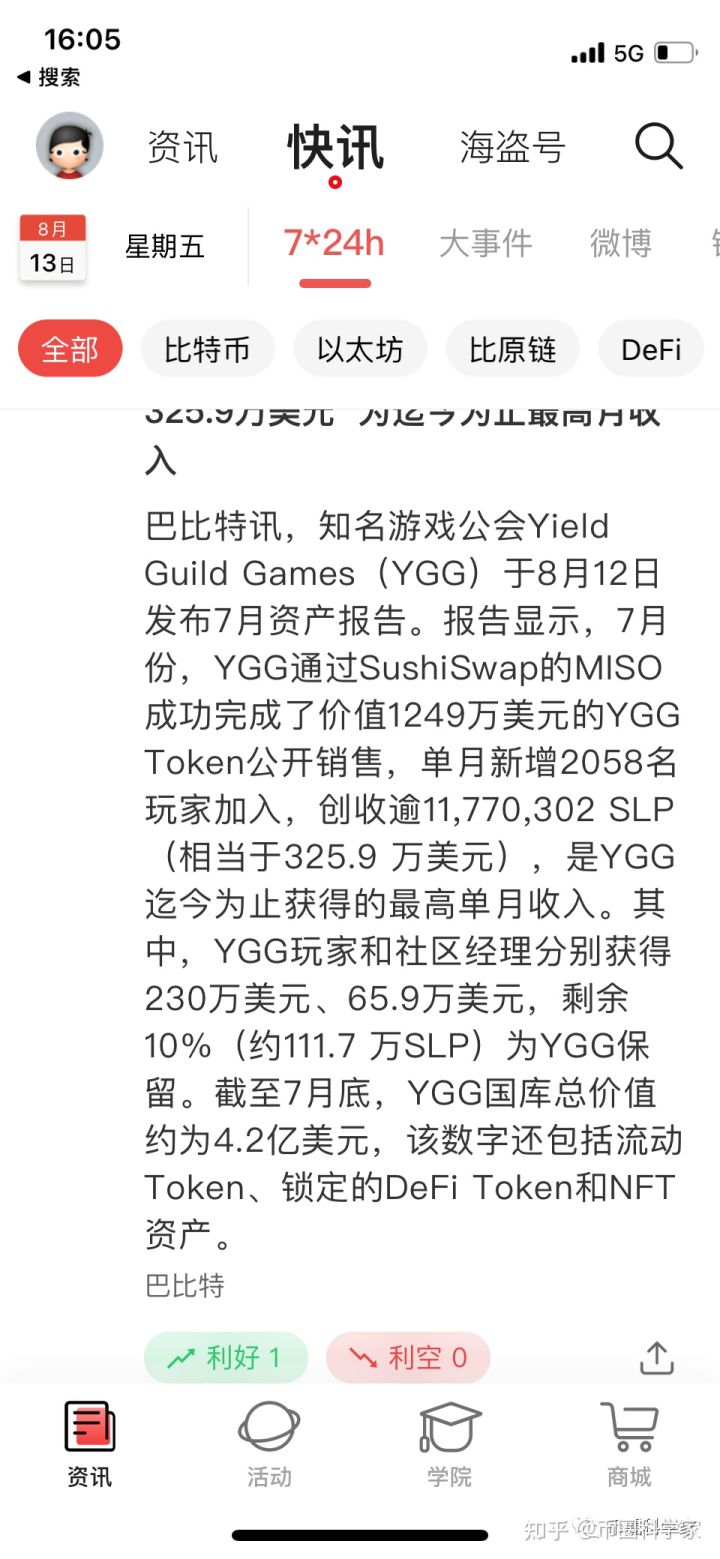 16:05
5G
搜索
资讯
快讯
海盗号
8月
13日
星期五
7*24h
大事件
微博
全部
比特币
以太坊
比原链
DeFi
325.9万美元 为迄今为止最高月收
入
巴比特讯，知名游戏公会Yield
Guild Games（YGG）于8月12日
发布7月资产报告。报告显示，7月
份，YGG通过SushiSwap的MISO
成功完成了价值1249万美元的YGG
Token公开销售，单月新增2058名
玩家加入，创收逾11,770,302 SLP
（相当于325.9 万美元），是YGG
迄今为止获得的最高单月收入。其
中，YGG玩家和社区经理分别获得
230万美元、65.9万美元，剩余
10%（约111.7 万SLP）为YGG保
留。截至7月底，YGG国库总价值
约为4.2亿美元，该数字还包括流动
Token、锁定的DeFi Token和NFT
资产。
巴比特
利好 1
利空 0
资讯
活动
学院
商城
知乎 @币圈科学家